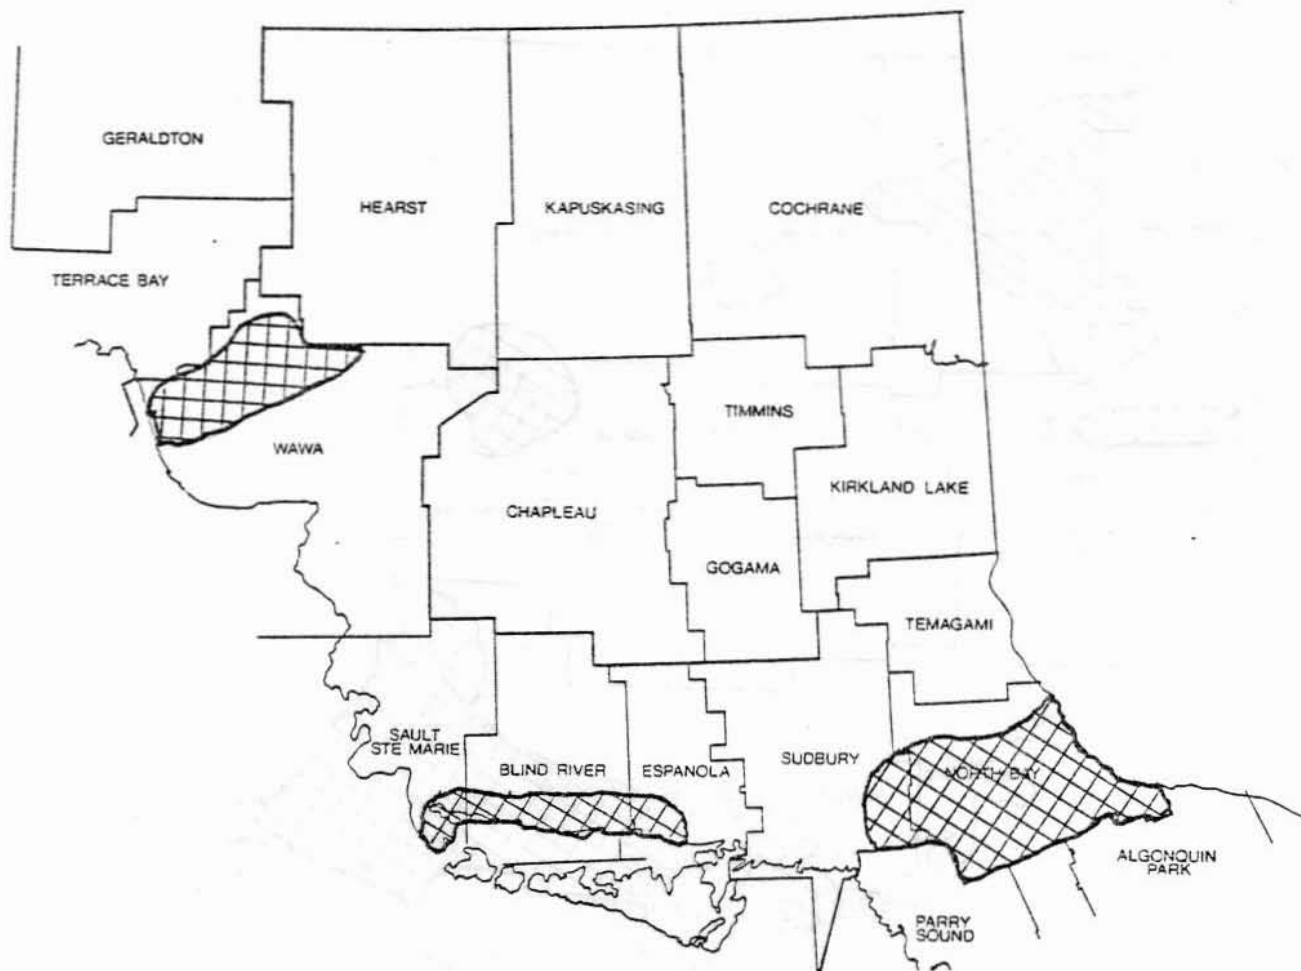 GERALDTON
HEARST
KAPUSKASING
COCHRANE
TERRACE BAY
TIMMINS
WAWA
KIRKLAND LAKE
CHAPLEAU
GOGAMA
TEMAGAMI
SAULT
STE MARIE
BLIND RIVER
ESPANOLA
SUDBURY
NORTH BAY
ALGONQUIN
PARK
PARRY
SOUND